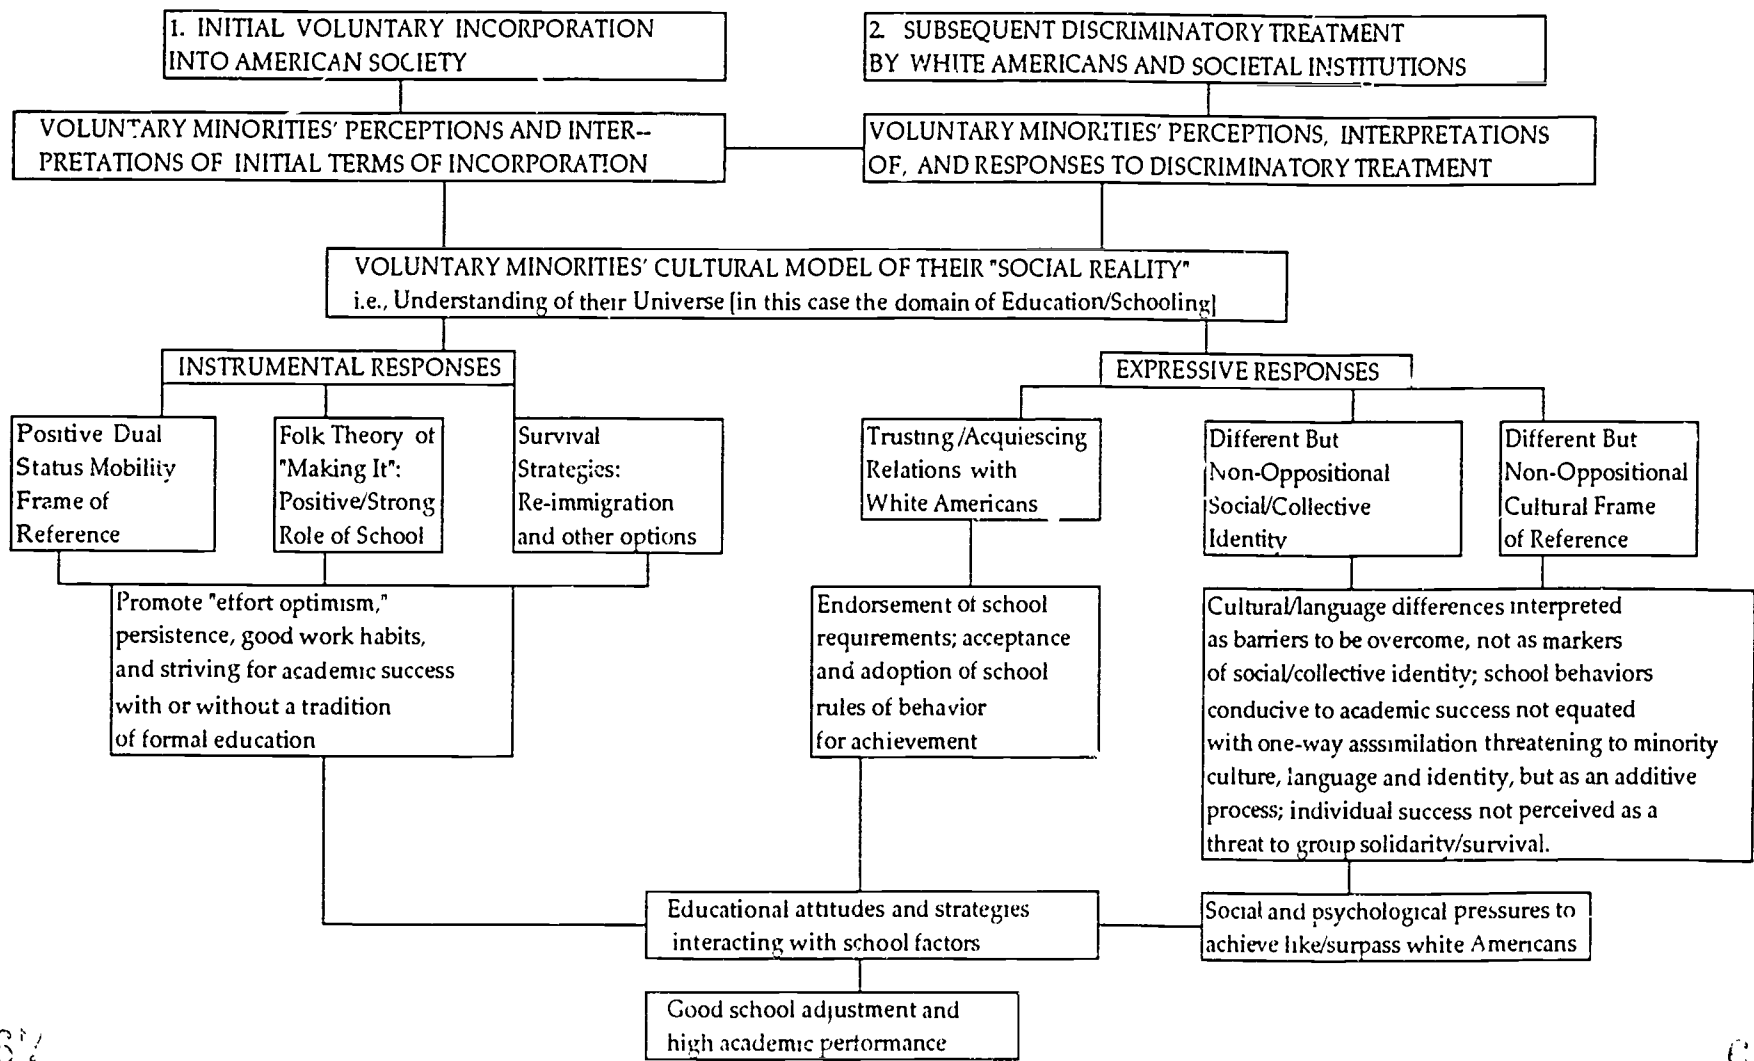 1. INITIAL VOLUNTARY INCORPORATION
INTO AMERICAN SOCIETY
2. SUBSEQUENT DISCRIMINATORY TREATMENT
BY WHITE AMERICANS AND SOCIETAL INSTITUTIONS
VOLUNTARY MINORITIES' PERCEPTIONS AND INTER--
PRETATIONS OF INITIAL TERMS OF INCORPORATION
VOLUNTARY MINORITIES' PERCEPTIONS, INTERPRETATIONS
OF, AND RESPONSES TO DISCRIMINATORY TREATMENT
VOLUNTARY MINORITIES' CULTURAL MODEL OF THEIR "SOCIAL REALITY"
i.e., Understanding of their Universe [in this case the domain of Education/Schooling]
INSTRUMENTAL RESPONSES
EXPRESSIVE RESPONSES
Positive Dual
Status Mobility
Frame of
Reference
Folk Theory of
"Making It":
Positive/Strong
Role of School
Survival
Strategies:
Re-immigration
and other options
Trusting/Acquiescing
Relations with
White Americans
Different But
Non-Oppositional
Social/Collective
Identity
Different But
Non-Oppositional
Cultural Frame
of Reference
Promote "effort optimism,"
persistence, good work habits,
and striving for academic success
with or without a tradition
of formal education
Endorsement of school
requirements; acceptance
and adoption of school
rules of behavior
for achievement
Cultural/language differences interpreted
as barriers to be overcome, not as markers
of social/collective identity; school behaviors
conducive to academic success not equated
with one-way asssimilation threatening to minority
culture, language and identity, but as an additive
process; individual success not perceived as a
threat to group solidarity/survival.
Educational attitudes and strategies
interacting with school factors
Social and psychological pressures to
achieve like/surpass white Americans
Good school adjustment and
high academic performance